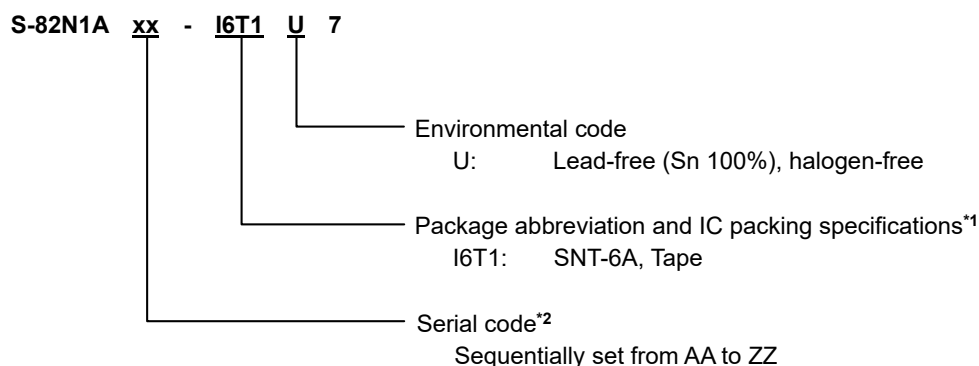 S-82N1A xx - I6T1 U 7
Environmental code
U: Lead-free (Sn 100%), halogen-free
Package abbreviation and IC packing specifications*1
I6T1: SNT-6A, Tape
Serial code*2
Sequentially set from AA to ZZ